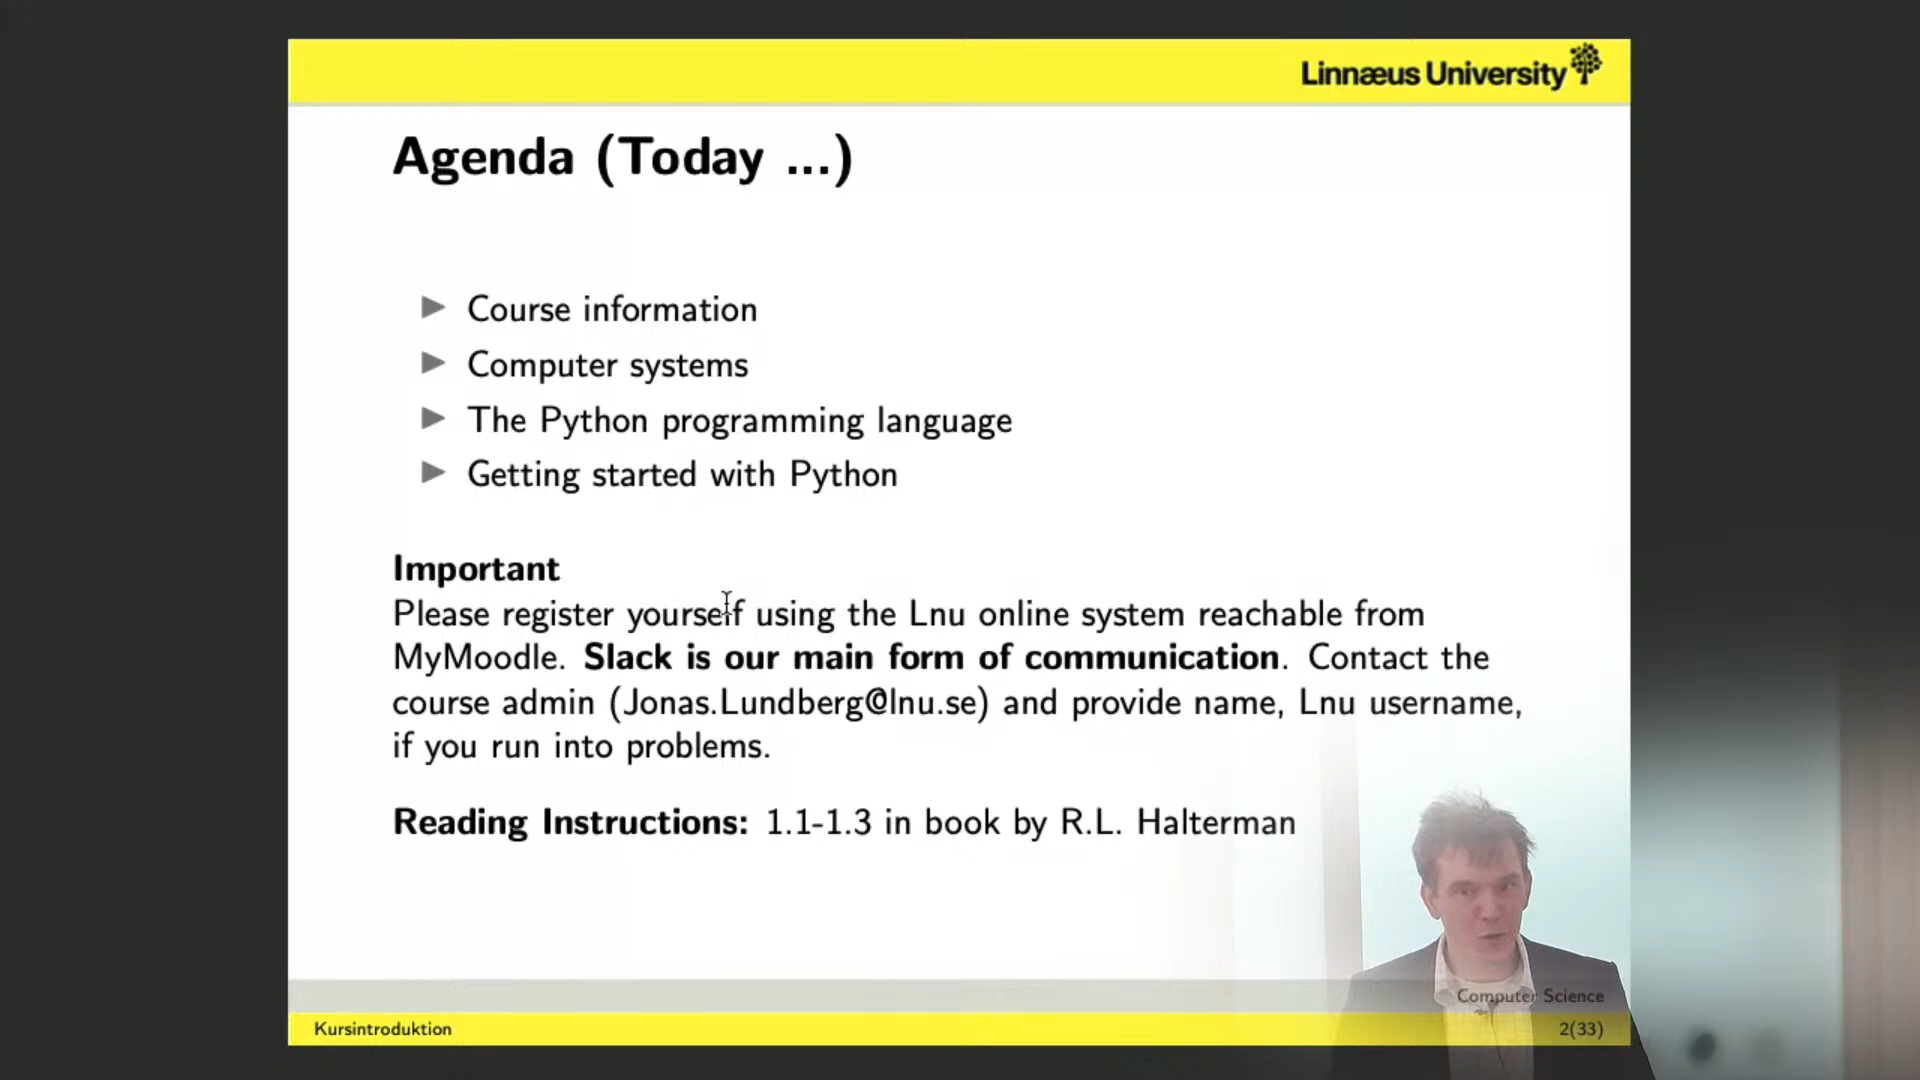 Linnæus University
Agenda (Today ...)
Course information
Computer systems
The Python programming language
Getting started with Python
Important
Please register yourself using the Lnu online system reachable from
MyMoodle. Slack is our main form of communication. Contact the
course admin (Jonas.Lundberg@lnu.se) and provide name, Lnu username,
if you run into problems.
Reading Instructions: 1.1-1.3 in book by R.L. Halterman
Computer Science
Kursintroduktion
2(33)